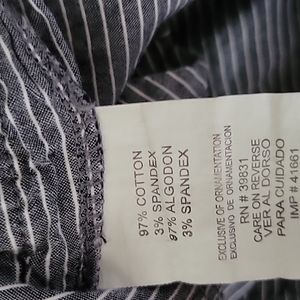 97% COTTON
3% SPANDEX
97% ALGODON
3% SPANDEX
EXCLUSIVE OF ORNAMENTATION
EXCLUSIVO DE ORNAMENTACION
RN # 39831
CARE ON REVERSE
VER AL DORSO
PARA CUIDADO
IMP # 41661